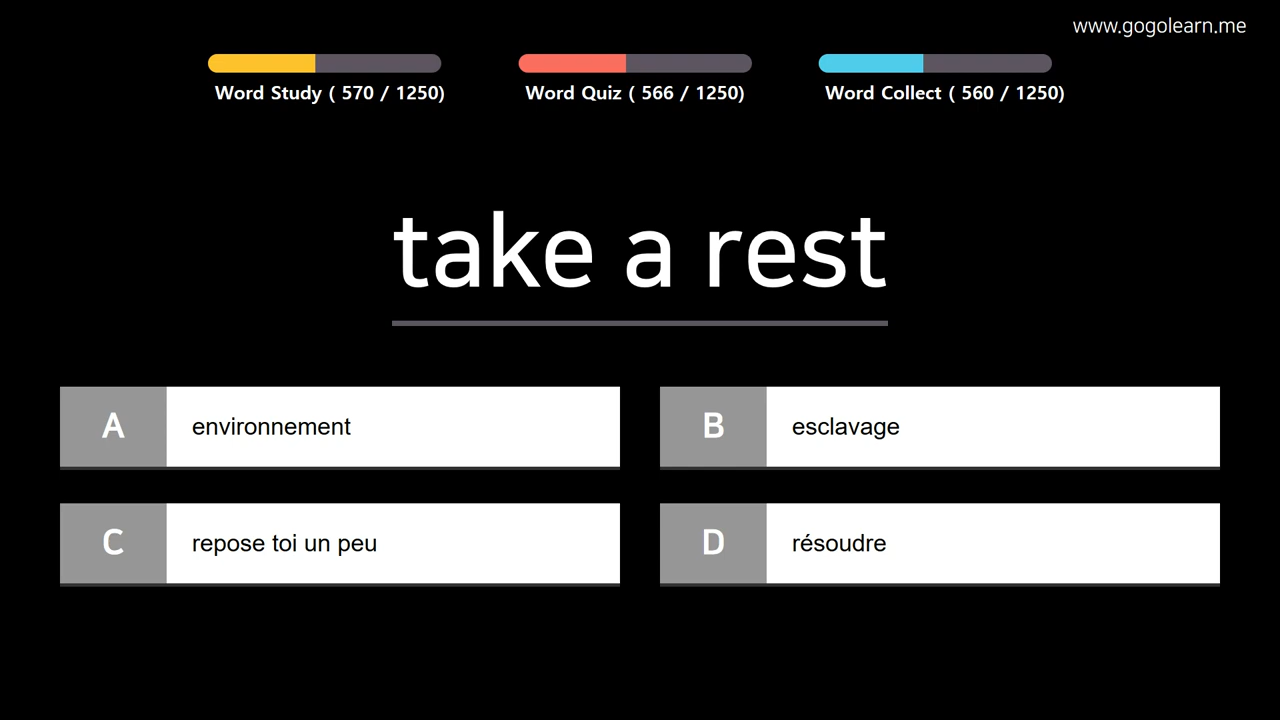 www.gogolearn.me
Word Study ( 570 / 1250)
Word Quiz ( 566 / 1250)
Word Collect ( 560 / 1250)
take a rest
A
environnement
B
esclavage
C
repose toi un peu
D
résoudre